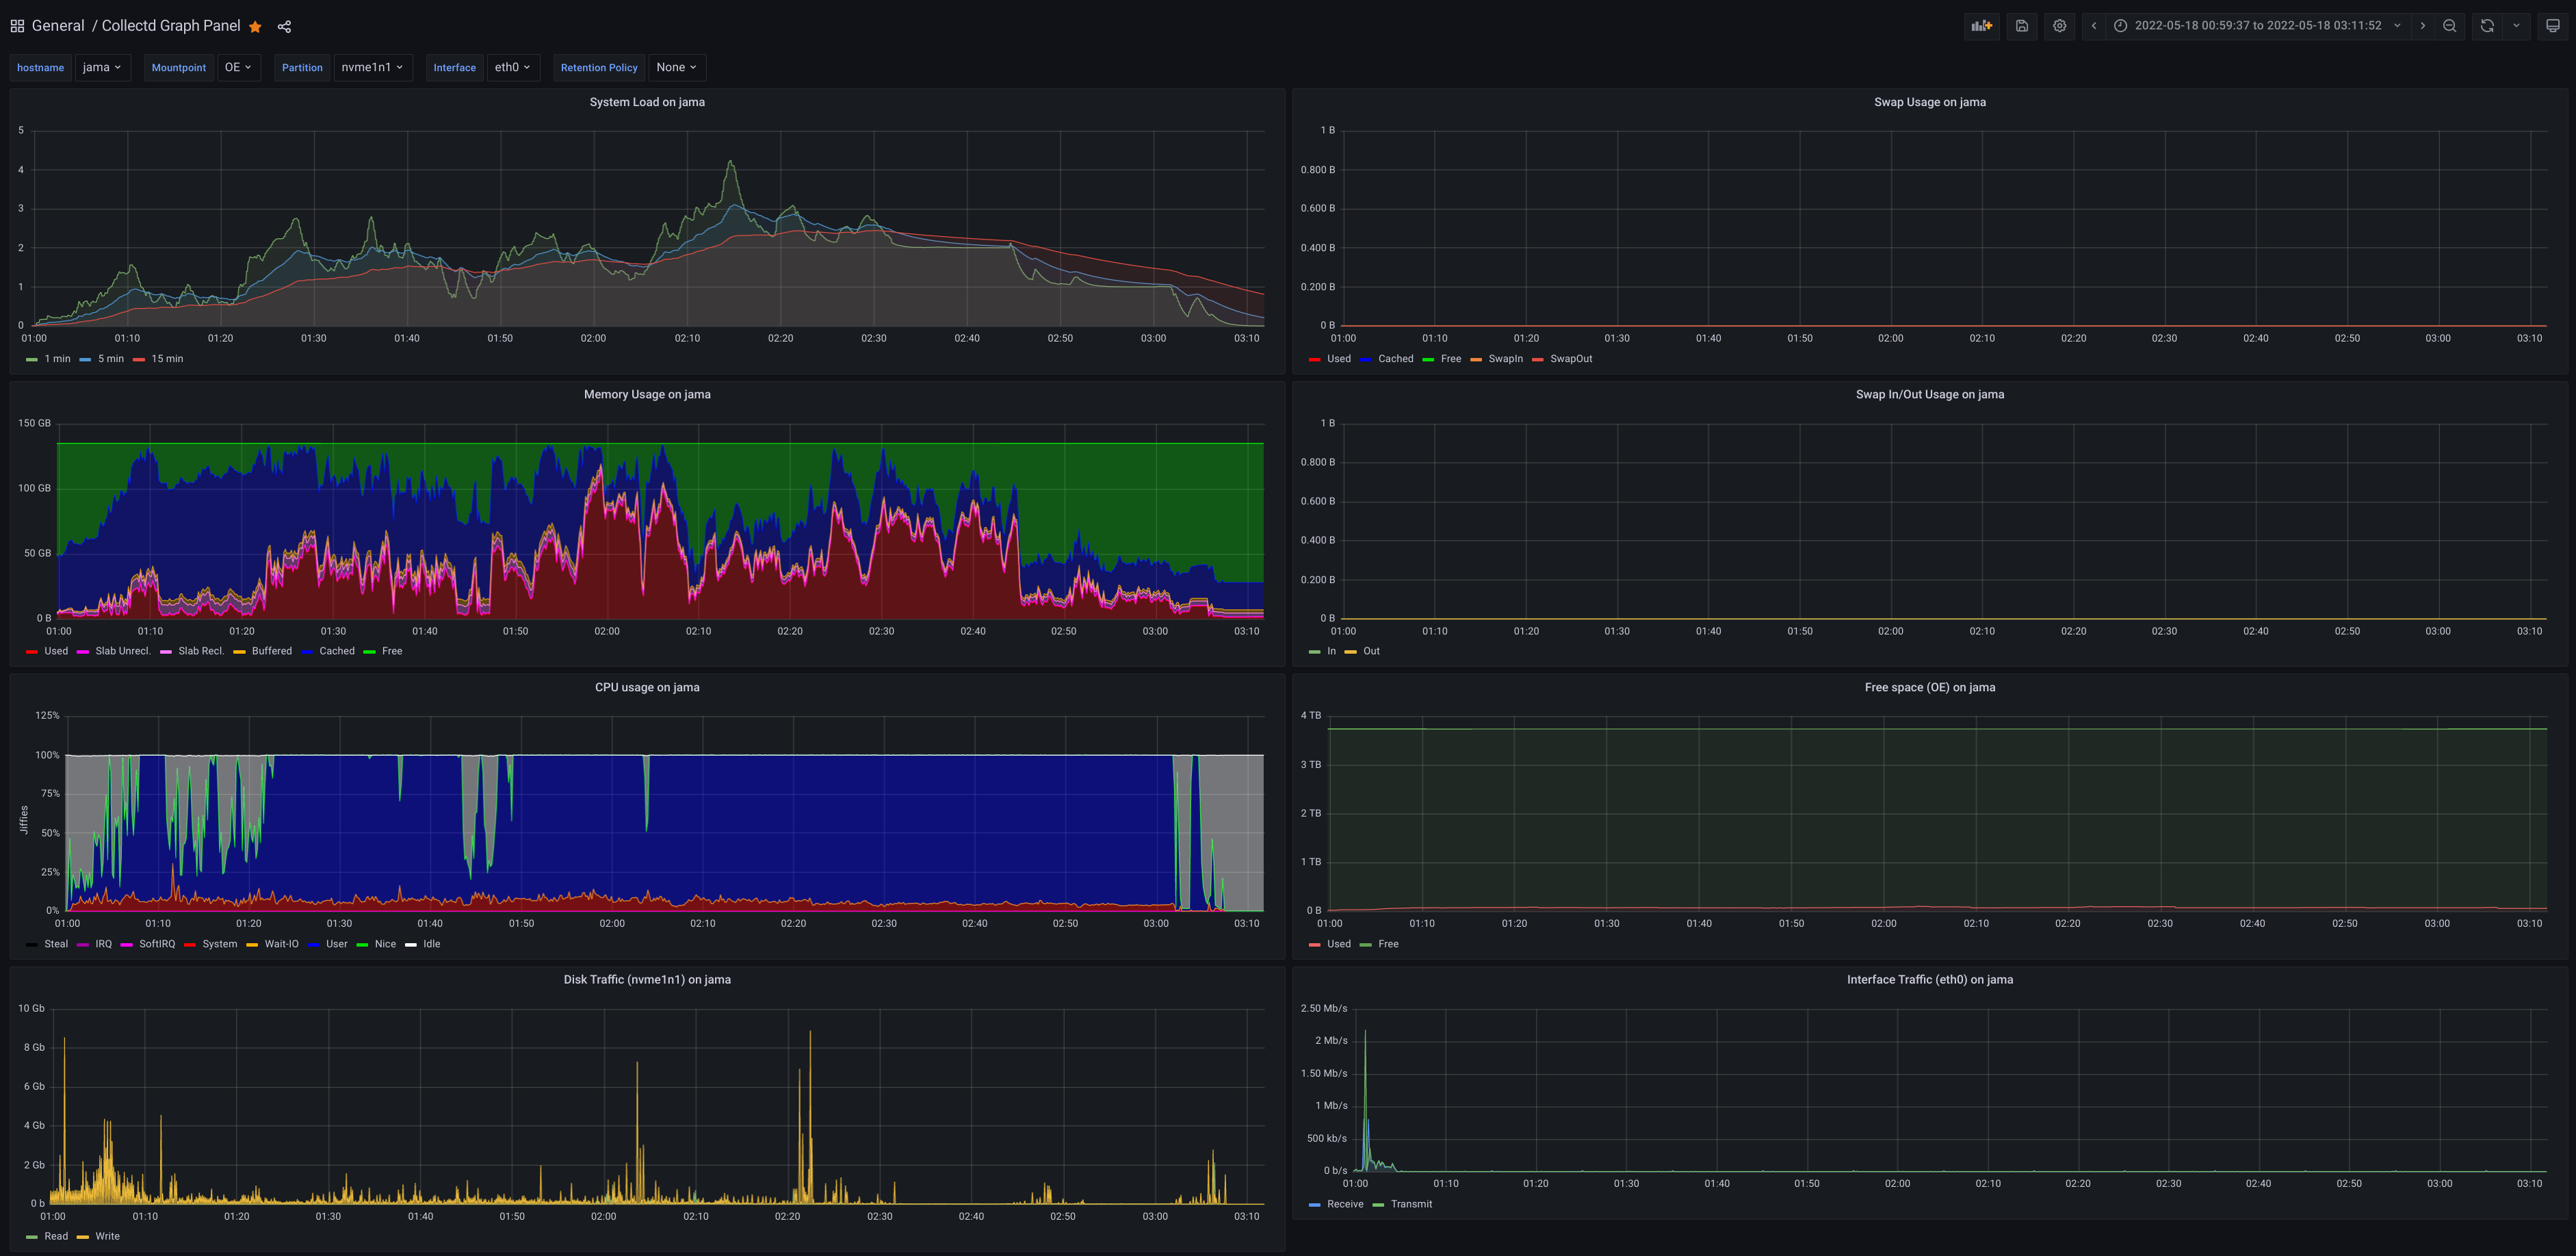 General / Collectd Graph Panel
2022-05-18 00:59:37 to 2022-05-18 03:11:52
hostname jama Mountpoint OE Partition nvme1n1 Interface eth0 Retention Policy None
System Load on jama
5
4
3
2
1
0
01:00 01:10 01:20 01:30 01:40 01:50 02:00 02:10 02:20 02:30 02:40 02:50 03:00 03:10
1 min 5 min 15 min
Swap Usage on jama
1 B
0.800 B
0.600 B
0.400 B
0.200 B
0 B
01:00 01:10 01:20 01:30 01:40 01:50 02:00 02:10 02:20 02:30 02:40 02:50 03:00 03:10
Used Cached Free SwapIn SwapOut
Memory Usage on jama
150 GB
100 GB
50 GB
0 B
01:00 01:10 01:20 01:30 01:40 01:50 02:00 02:10 02:20 02:30 02:40 02:50 03:00 03:10
Used Slab Unrecl. Slab Recl. Buffered Cached Free
Swap In/Out Usage on jama
1 B
0.800 B
0.600 B
0.400 B
0.200 B
0 B
01:00 01:10 01:20 01:30 01:40 01:50 02:00 02:10 02:20 02:30 02:40 02:50 03:00 03:10
In Out
CPU usage on jama
Jiffies
125%
100%
75%
50%
25%
0%
01:00 01:10 01:20 01:30 01:40 01:50 02:00 02:10 02:20 02:30 02:40 02:50 03:00 03:10
Steal IRQ SoftIRQ System Wait-IO User Nice Idle
Free space (OE) on jama
4 TB
3 TB
2 TB
1 TB
0 B
01:00 01:10 01:20 01:30 01:40 01:50 02:00 02:10 02:20 02:30 02:40 02:50 03:00 03:10
Used Free
Disk Traffic (nvme1n1) on jama
10 Gb
8 Gb
6 Gb
4 Gb
2 Gb
0 b
01:00 01:10 01:20 01:30 01:40 01:50 02:00 02:10 02:20 02:30 02:40 02:50 03:00 03:10
Read Write
Interface Traffic (eth0) on jama
2.50 Mb/s
2 Mb/s
1.50 Mb/s
1 Mb/s
500 kb/s
0 b/s
01:00 01:10 01:20 01:30 01:40 01:50 02:00 02:10 02:20 02:30 02:40 02:50 03:00 03:10
Receive Transmit